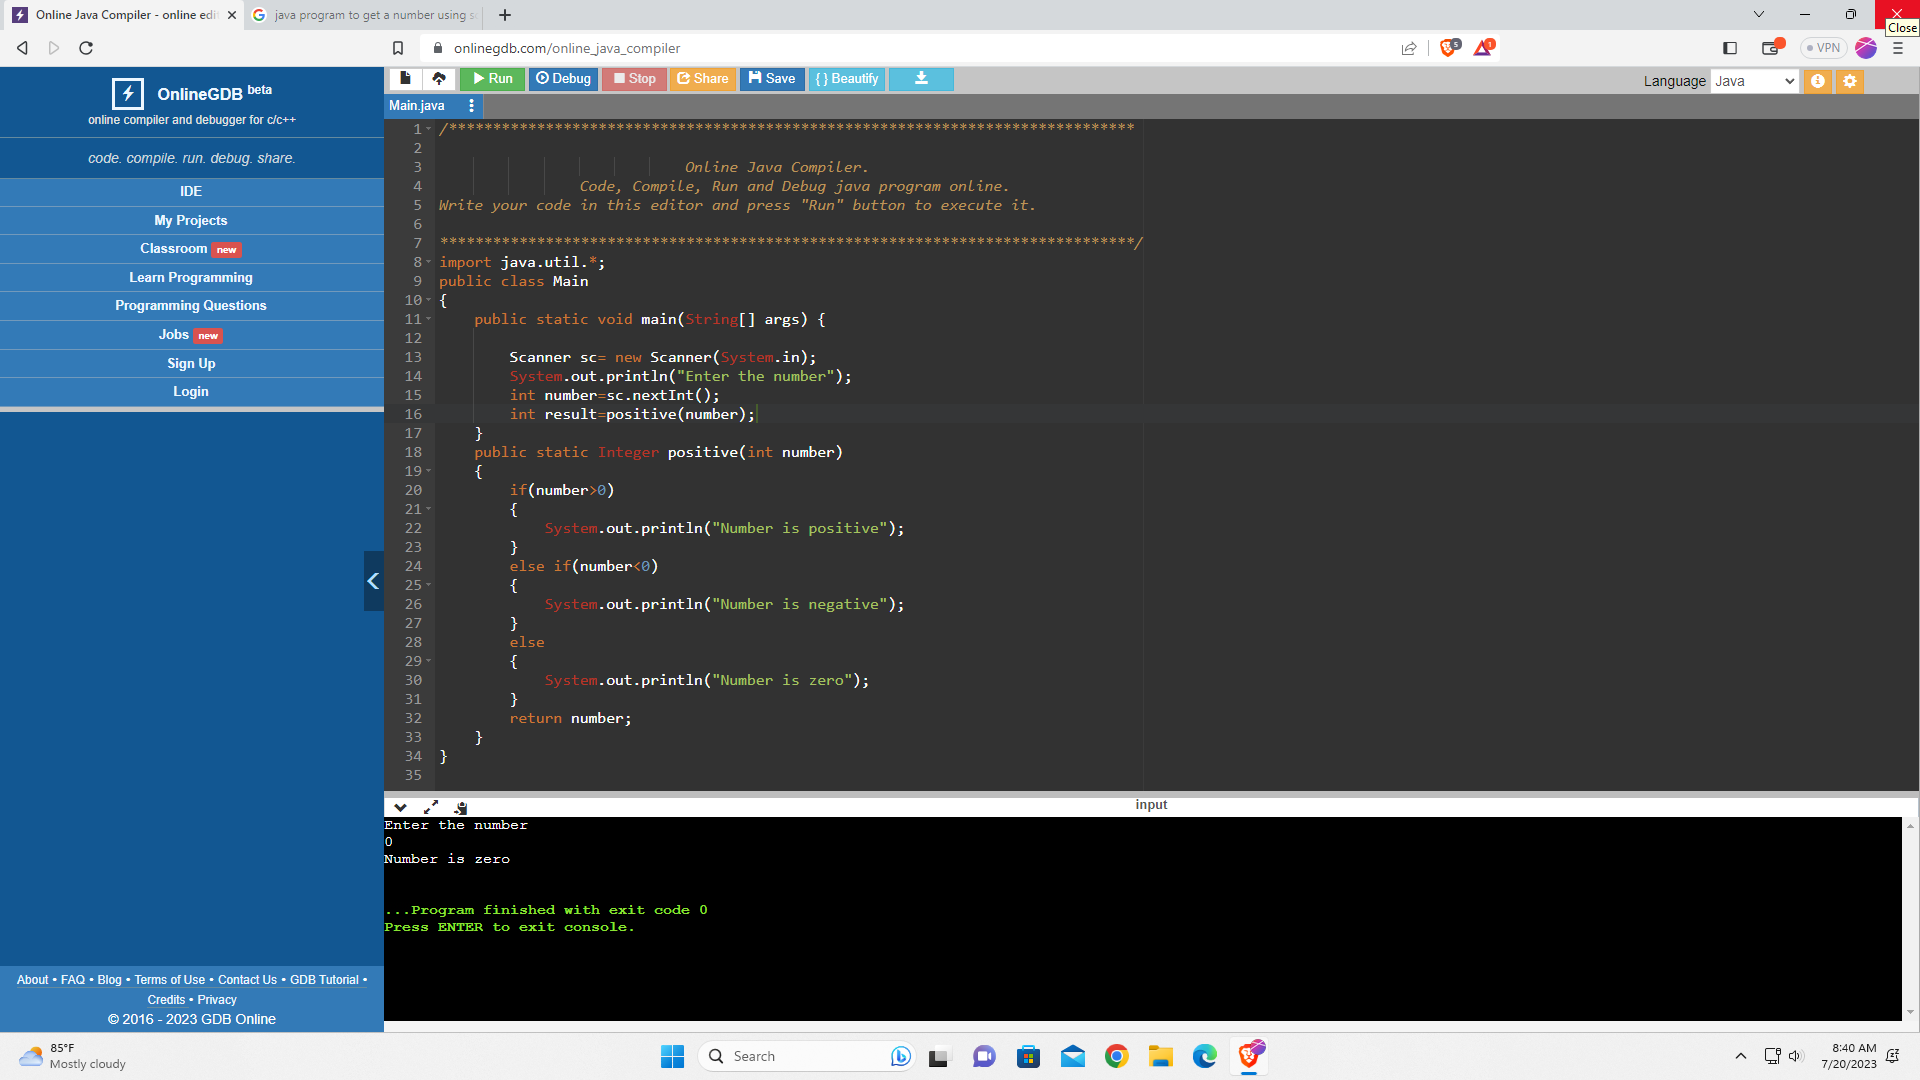 Online Java Compiler - online edi
java program to get a number using s
Close
onlinegdb.com/online_java_compiler
5
1
VPN
OnlineGDB beta
online compiler and debugger for c/c++
code. compile. run. debug. share.
IDE
My Projects
Classroom new
Learn Programming
Programming Questions
Jobs new
Sign Up
Login
About • FAQ • Blog • Terms of Use • Contact Us • GDB Tutorial •
Credits • Privacy
© 2016 - 2023 GDB Online
Run Debug Stop Share Save { } Beautify
Language Java
Main.java
1 /******************************************************************************
2
3 Online Java Compiler.
4 Code, Compile, Run and Debug java program online.
5 Write your code in this editor and press "Run" button to execute it.
6
7 *******************************************************************************/
8 import java.util.*;
9 public class Main
10 {
11 public static void main(String[] args) {
12
13 Scanner sc= new Scanner(System.in);
14 System.out.println("Enter the number");
15 int number=sc.nextInt();
16 int result=positive(number);
17 }
18 public static Integer positive(int number)
19 {
20 if(number>0)
21 {
22 System.out.println("Number is positive");
23 }
24 else if(number<0)
25 {
26 System.out.println("Number is negative");
27 }
28 else
29 {
30 System.out.println("Number is zero");
31 }
32 return number;
33 }
34 }
35
input
Enter the number
0
Number is zero
...Program finished with exit code 0
Press ENTER to exit console.
85°F
Mostly cloudy
Search
8:40 AM
7/20/2023